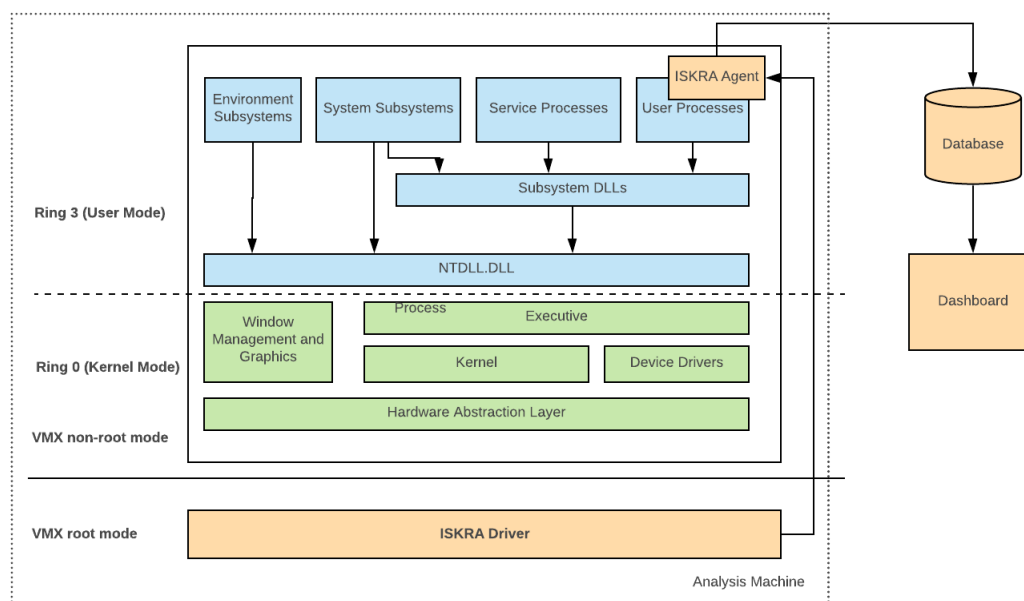 ISKRA Agent
Environment
Subsystems
System Subsystems
Service Processes
User Processes
Database
Subsystem DLLs
Ring 3 (User Mode)
NTDLL.DLL
Dashboard
Process
Executive
Window
Management and
Graphics
Ring 0 (Kernel Mode)
Kernel
Device Drivers
Hardware Abstraction Layer
VMX non-root mode
VMX root mode
ISKRA Driver
Analysis Machine